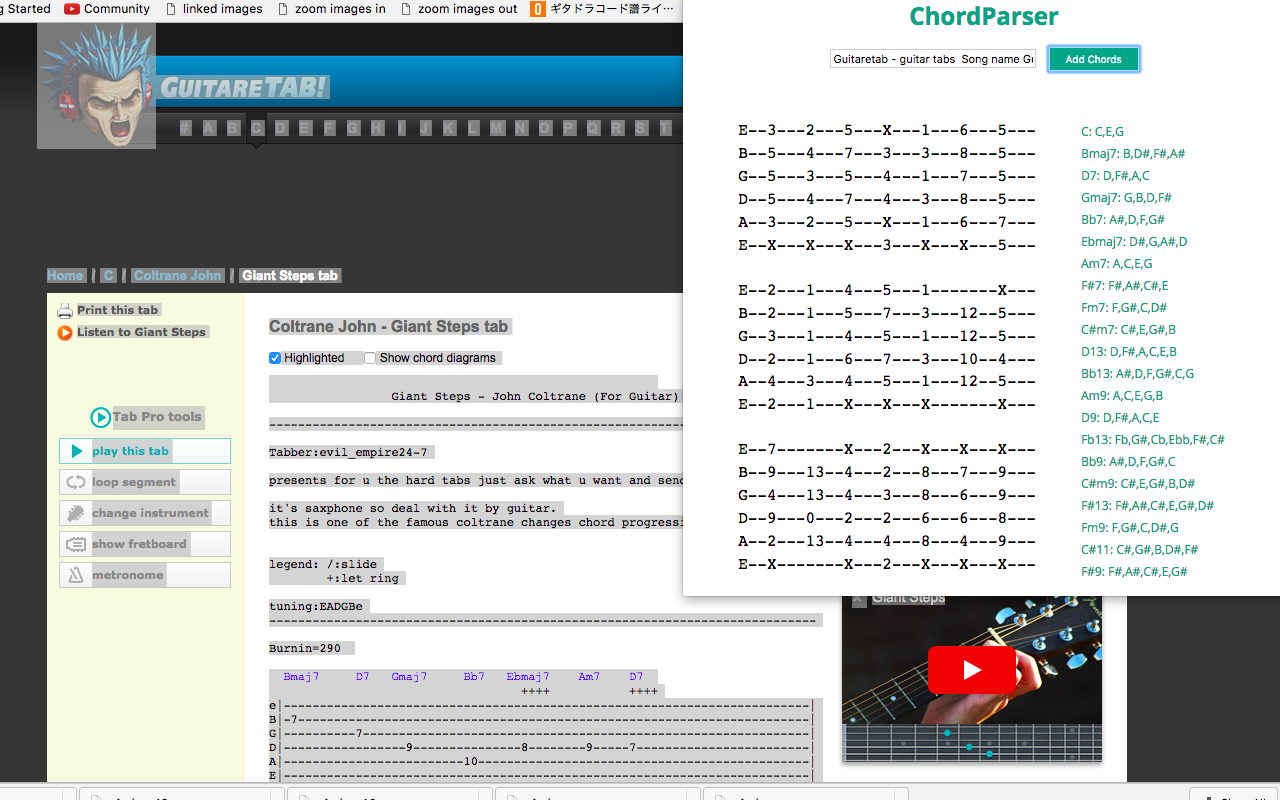 g Started Community linked images zoom images in zoom images out ギタドラコード譜ライ…
GUITARETAB!
# A B C D E F G H I J K L M N O P Q R S T
Home / C / Coltrane John / Giant Steps tab
Print this tab
Listen to Giant Steps
Tab Pro tools
play this tab
loop segment
change instrument
show fretboard
metronome
Coltrane John - Giant Steps tab
Highlighted Show chord diagrams
Giant Steps - John Coltrane (For Guitar)
Tabber:evil_empire24-7
presents for u the hard tabs just ask what u want and send
it's saxphone so deal with it by guitar.
this is one of the famous coltrane changes chord progressi
legend: /:slide
+:let ring
tuning:EADGBe
Burnin=290
Bmaj7 D7 Gmaj7 Bb7 Ebmaj7 Am7 D7
++++ ++++
e|-------------------------------------------------------------------------|
B|-7-----------------------------------------------------------------------|
G|----------7--------------------------------------------------------------|
D|-----------------9---------------8-------9-----7------------------------|
A|-------------------------10----------------------------------------------|
E|-------------------------------------------------------------------------|
ChordParser
Guitaretab - guitar tabs Song name G
Add Chords
E--3---2---5---X---1---6---5---
B--5---4---7---3---3---8---5---
G--5---3---5---4---1---7---5---
D--5---4---7---4---3---8---5---
A--3---2---5---X---1---6---7---
E--X---X---X---3---X---X---5---
E--2---1---4---5---1-------X---
B--2---1---5---7---3---12--5---
G--3---1---4---5---1---12--5---
D--2---1---6---7---3---10--4---
A--4---3---4---5---1---12--5---
E--2---1---X---X---X-------X---
E--7-------X---2---X---X---X---
B--9---13--4---2---8---7---9---
G--4---13--4---3---8---6---9---
D--9---0---2---2---6---6---8---
A--2---13--4---4---8---4---9---
E--X-------X---2---X---X---X---
C: C,E,G
Bmaj7: B,D#,F#,A#
D7: D,F#,A,C
Gmaj7: G,B,D,F#
Bb7: A#,D,F,G#
Ebmaj7: D#,G,A#,D
Am7: A,C,E,G
F#7: F#,A#,C#,E
Fm7: F,G#,C,D#
C#m7: C#,E,G#,B
D13: D,F#,A,C,E,B
Bb13: A#,D,F,G#,C,G
Am9: A,C,E,G,B
D9: D,F#,A,C,E
Fb13: Fb,G#,Cb,Ebb,F#,C#
Bb9: A#,D,F,G#,C
C#m9: C#,E,G#,B,D#
F#13: F#,A#,C#,E,G#,D#
Fm9: F,G#,C,D#,G
C#11: C#,G#,B,D#,F#
F#9: F#,A#,C#,E,G#
Giant Steps